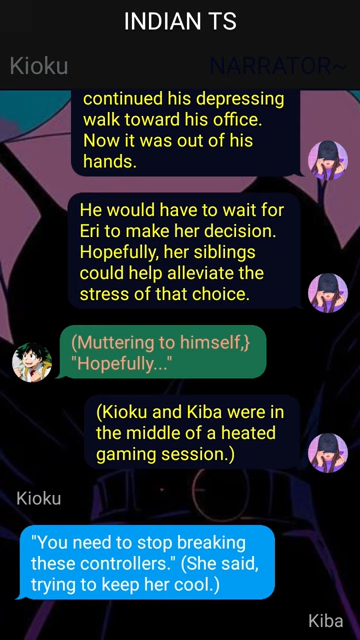 INDIAN TS
Kioku NARRATOR~
continued his depressing
walk toward his office.
Now it was out of his
hands.
He would have to wait for
Eri to make her decision.
Hopefully, her siblings
could help alleviate the
stress of that choice.
(Muttering to himself,}
"Hopefully..."
(Kioku and Kiba were in
the middle of a heated
gaming session.)
Kioku
"You need to stop breaking
these controllers." (She said,
trying to keep her cool.)
Kiba